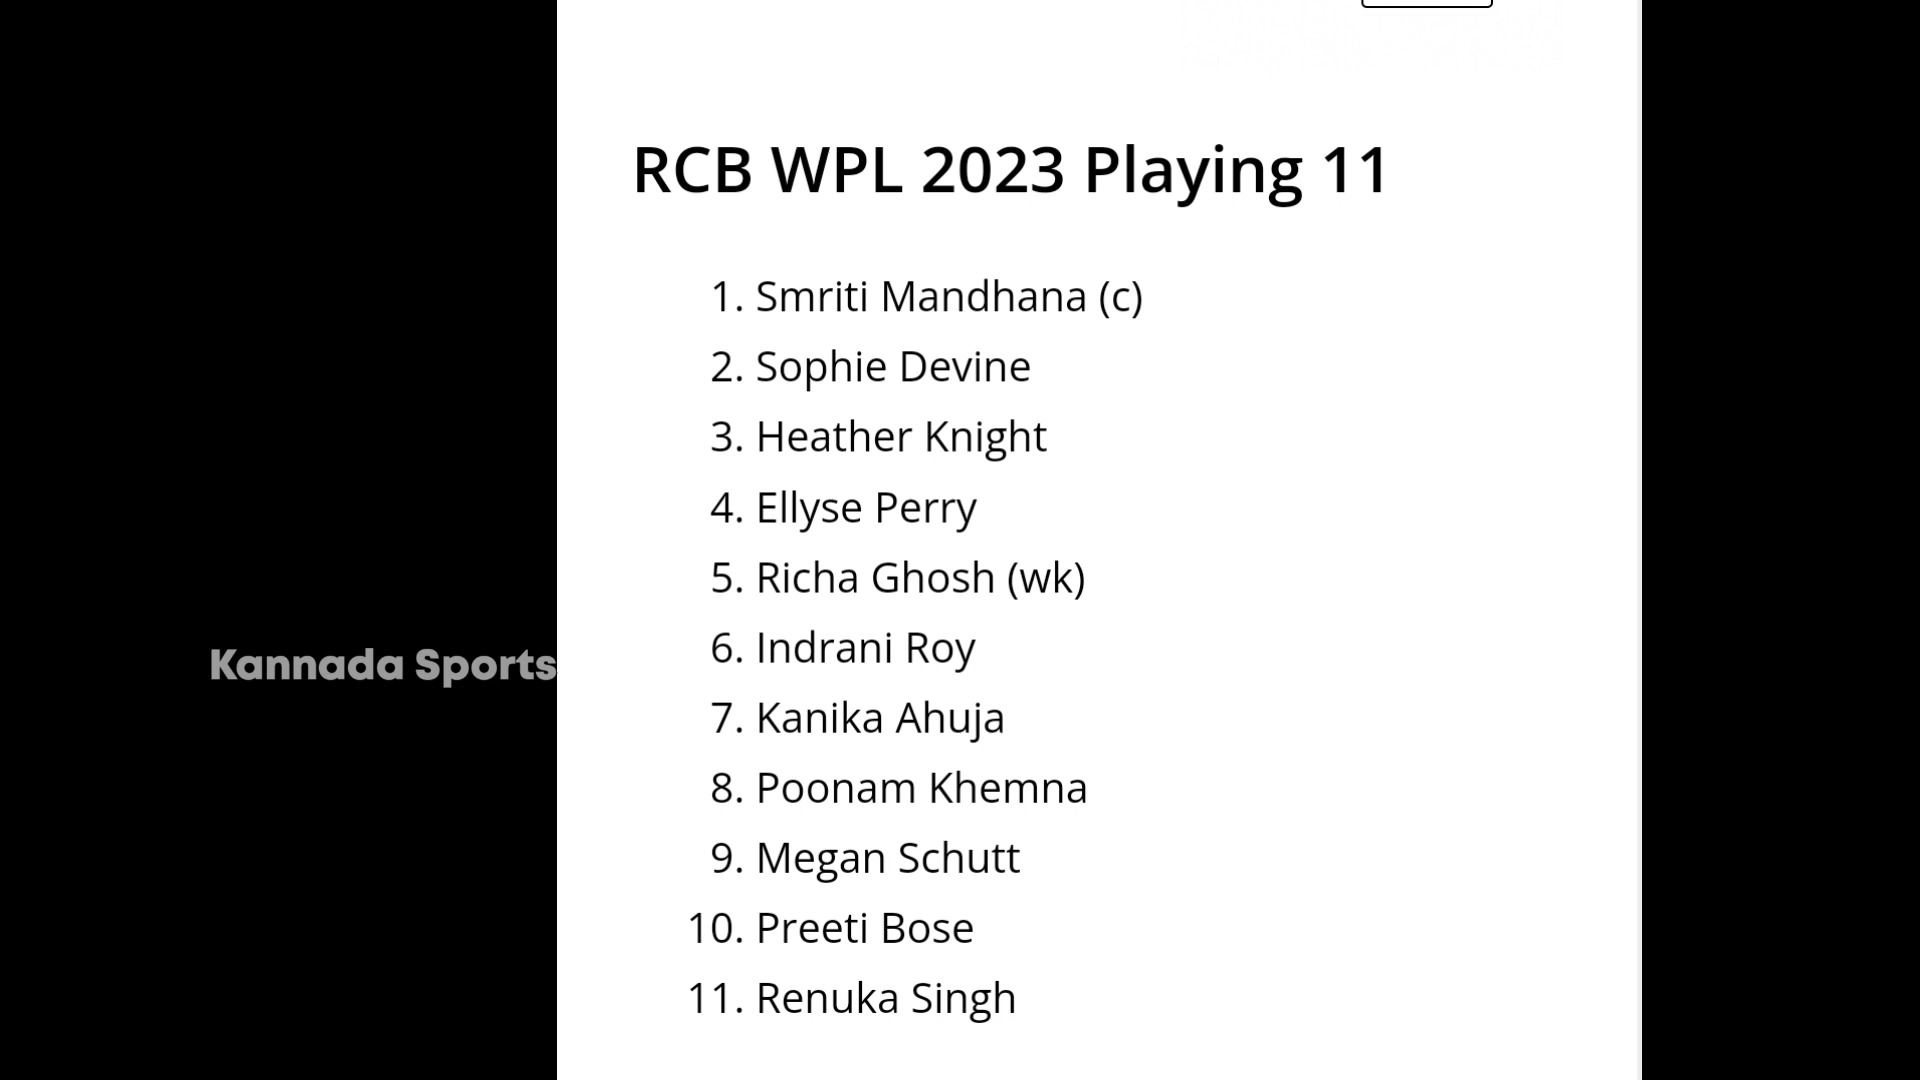 RCB WPL 2023 Playing 11
1. Smriti Mandhana (c)
2. Sophie Devine
3. Heather Knight
4. Ellyse Perry
5. Richa Ghosh (wk)
Kannada Sports
6. Indrani Roy
7. Kanika Ahuja
8. Poonam Khemna
9. Megan Schutt
10. Preeti Bose
11. Renuka Singh